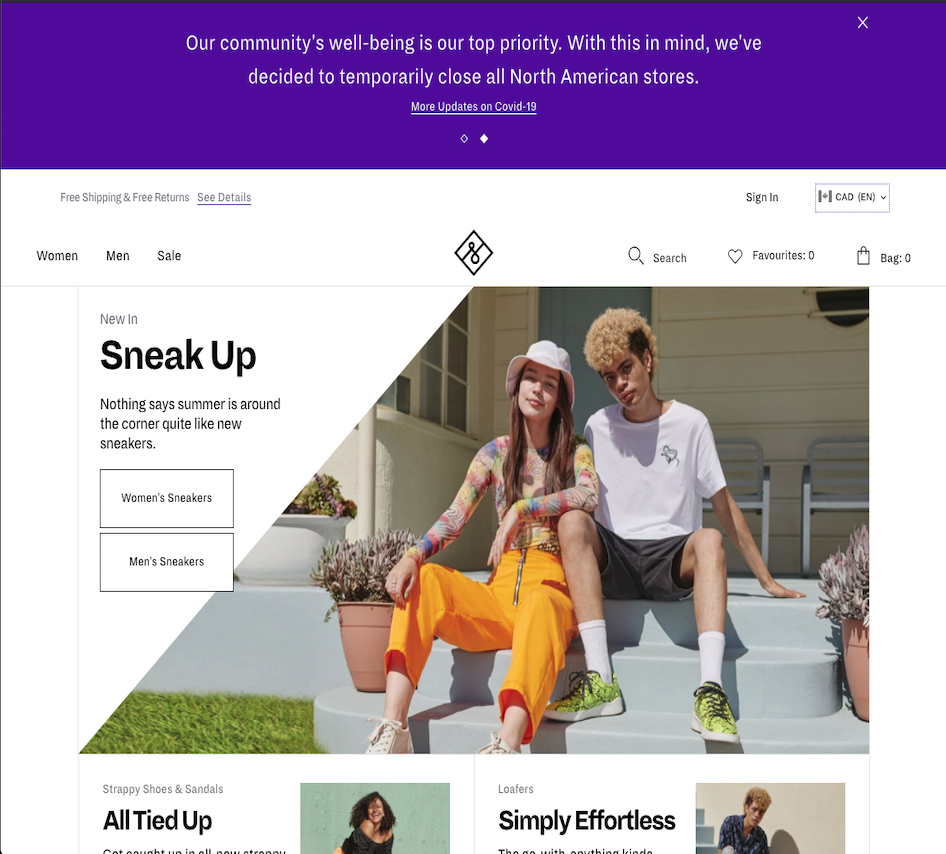 Our community's well-being is our top priority. With this in mind, we've
decided to temporarily close all North American stores.
More Updates on Covid-19
Free Shipping & Free Returns See Details
Sign In
CAD (EN)
Women
Men
Sale
Search
Favourites: 0
Bag: 0
New In
Sneak Up
Nothing says summer is around
the corner quite like new
sneakers.
Women's Sneakers
Men's Sneakers
Strappy Shoes & Sandals
All Tied Up
Got caught up in all-new strappy
Loafers
Simply Effortless
The go-with-anything kinda